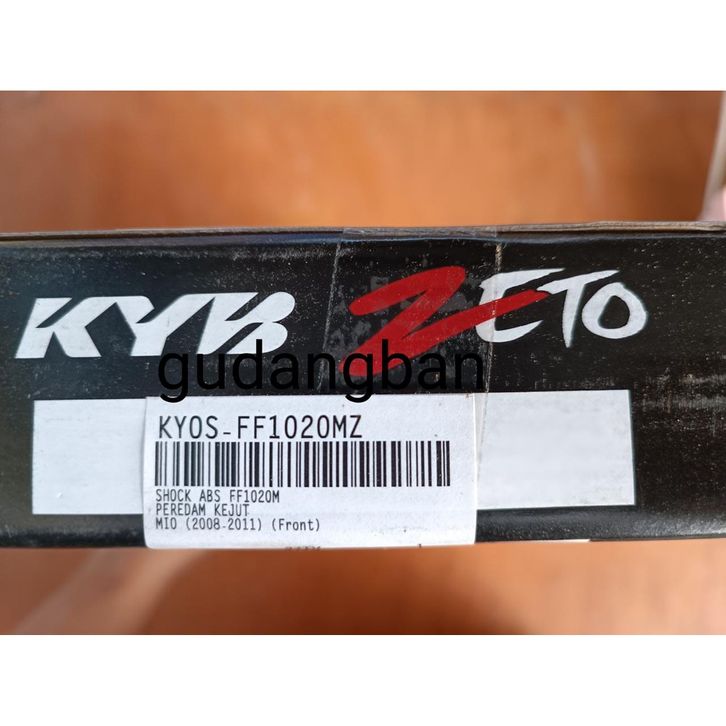 KYB ZETO
gudangban
KYOS-FF1020MZ
SHOCK ABS FF1020M
PEREDAM KEJUT
MIO (2008-2011) (Front)